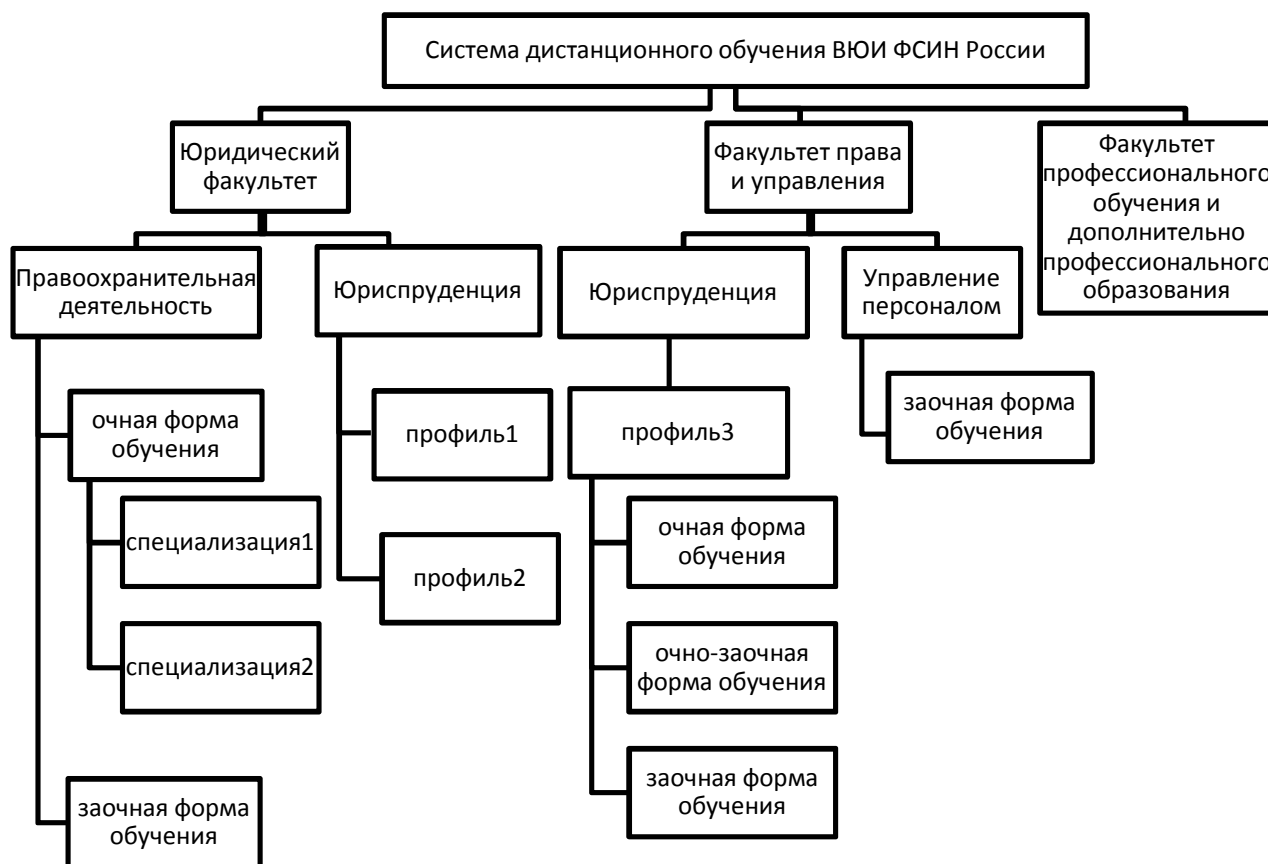 Система дистанционного обучения ВЮИ ФСИН России
Юридический
факультет
Факультет права
и управления
Факультет
профессионального
обучения и
дополнительно
профессионального
образования
Правоохранительная
деятельность
Юриспруденция
Юриспруденция
Управление
персоналом
очная форма
обучения
специализация1
специализация2
заочная форма
обучения
профиль1
профиль2
профиль3
очная форма
обучения
очно-заочная
форма обучения
заочная форма
обучения
заочная форма
обучения